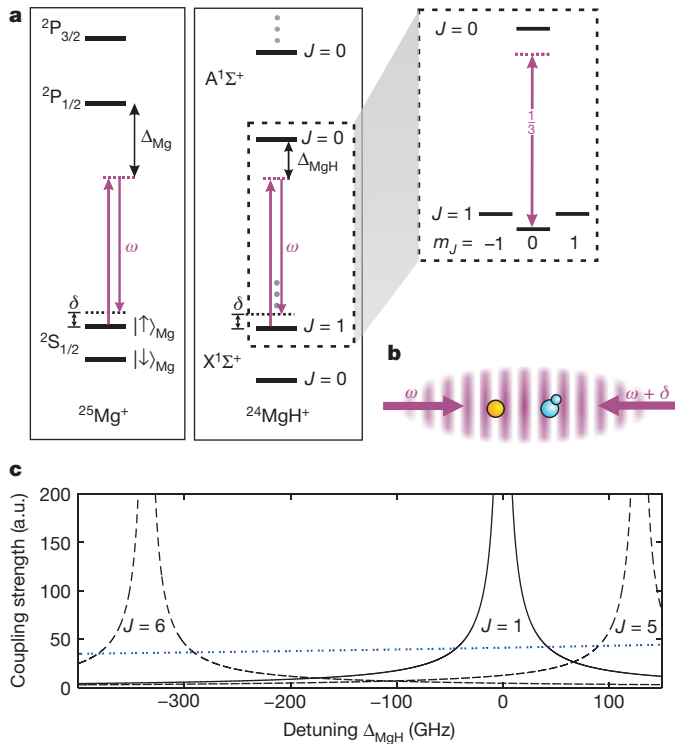 a
²P₃/₂
²P₁/₂
Δ_Mg
ω
δ
|↑⟩_Mg
²S₁/₂
|↓⟩_Mg
²⁵Mg⁺
J = 0
A¹Σ⁺
J = 0
Δ_MgH
ω
δ
J = 1
X¹Σ⁺
J = 0
²⁴MgH⁺
J = 0
1/3
J = 1
m_J = −1 0 1
b
ω
ω + δ
c
Coupling strength (a.u.)
200
150
100
50
0
J = 6
J = 1
J = 5
−300 −200 −100 0 100
Detuning Δ_MgH (GHz)